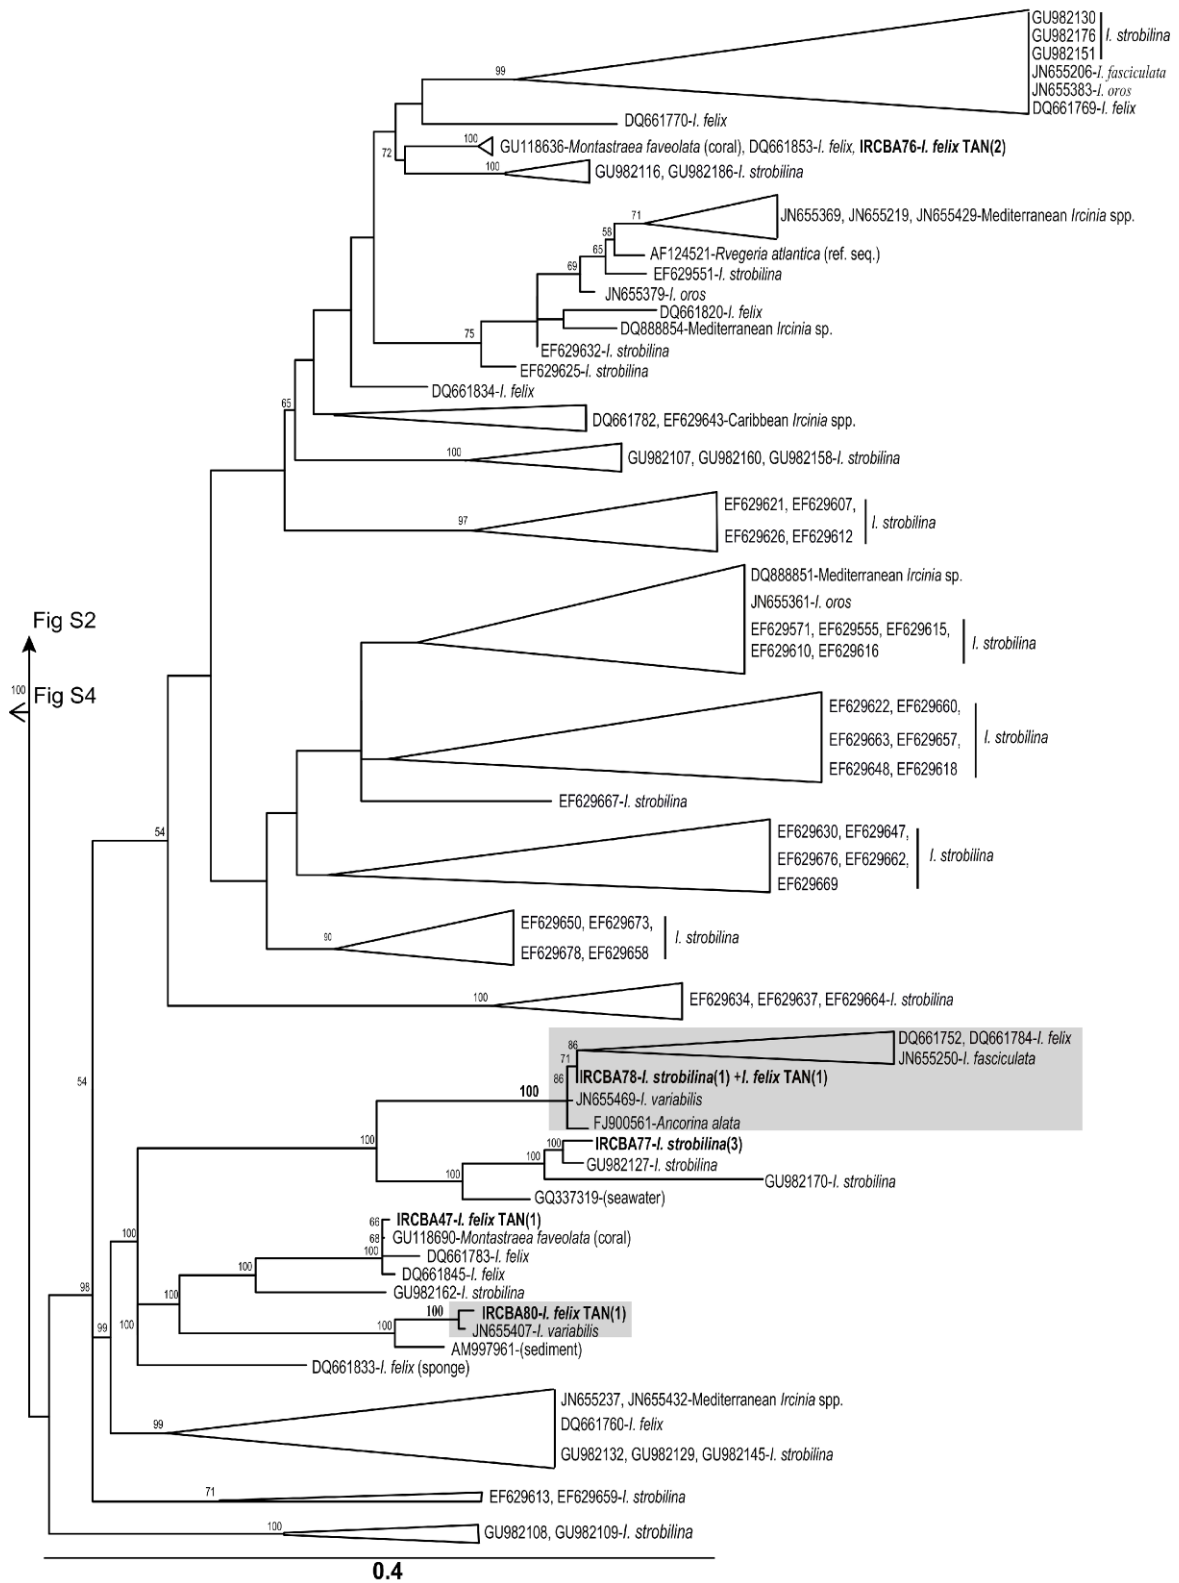 GU982130
GU982176
GU982151
I. strobilina
JN655206-I. fasciculata
JN655383-I. oros
DQ661769-I. felix
99
DQ661770-I. felix
100
GU118636-Montastraea faveolata (coral), DQ661853-I. felix, IRCBA76-I. felix TAN(2)
72
100
GU982116, GU982186-I. strobilina
71
JN655369, JN655219, JN655429-Mediterranean Ircinia spp.
58
65
AF124521-Rvegeria atlantica (ref. seq.)
69
EF629551-I. strobilina
JN655379-I. oros
DQ661820-I. felix
75
DQ888854-Mediterranean Ircinia sp.
EF629632-I. strobilina
EF629625-I. strobilina
DQ661834-I. felix
65
DQ661782, EF629643-Caribbean Ircinia spp.
100
GU982107, GU982160, GU982158-I. strobilina
97
EF629621, EF629607,
EF629626, EF629612
I. strobilina
DQ888851-Mediterranean Ircinia sp.
JN655361-I. oros
EF629571, EF629555, EF629615,
EF629610, EF629616
I. strobilina
Fig S2
100
Fig S4
EF629622, EF629660,
EF629663, EF629657,
EF629648, EF629618
I. strobilina
EF629667-I. strobilina
54
EF629630, EF629647,
EF629676, EF629662,
EF629669
I. strobilina
90
EF629650, EF629673,
EF629678, EF629658
I. strobilina
100
EF629634, EF629637, EF629664-I. strobilina
86
DQ661752, DQ661784-I. felix
JN655250-I. fasciculata
71
86
IRCBA78-I. strobilina(1) +I. felix TAN(1)
54
100
JN655469-I. variabilis
FJ900561-Ancorina alata
100
100
IRCBA77-I. strobilina(3)
100
GU982127-I. strobilina
100
GU982170-I. strobilina
GQ337319-(seawater)
66
IRCBA47-I. felix TAN(1)
100
68
GU118690-Montastraea faveolata (coral)
100
DQ661783-I. felix
100
DQ661845-I. felix
98
100
GU982162-I. strobilina
100
IRCBA80-I. felix TAN(1)
99
100
100
JN655407-I. variabilis
AM997961-(sediment)
DQ661833-I. felix (sponge)
99
JN655237, JN655432-Mediterranean Ircinia spp.
DQ661760-I. felix
GU982132, GU982129, GU982145-I. strobilina
71
EF629613, EF629659-I. strobilina
100
GU982108, GU982109-I. strobilina
0.4